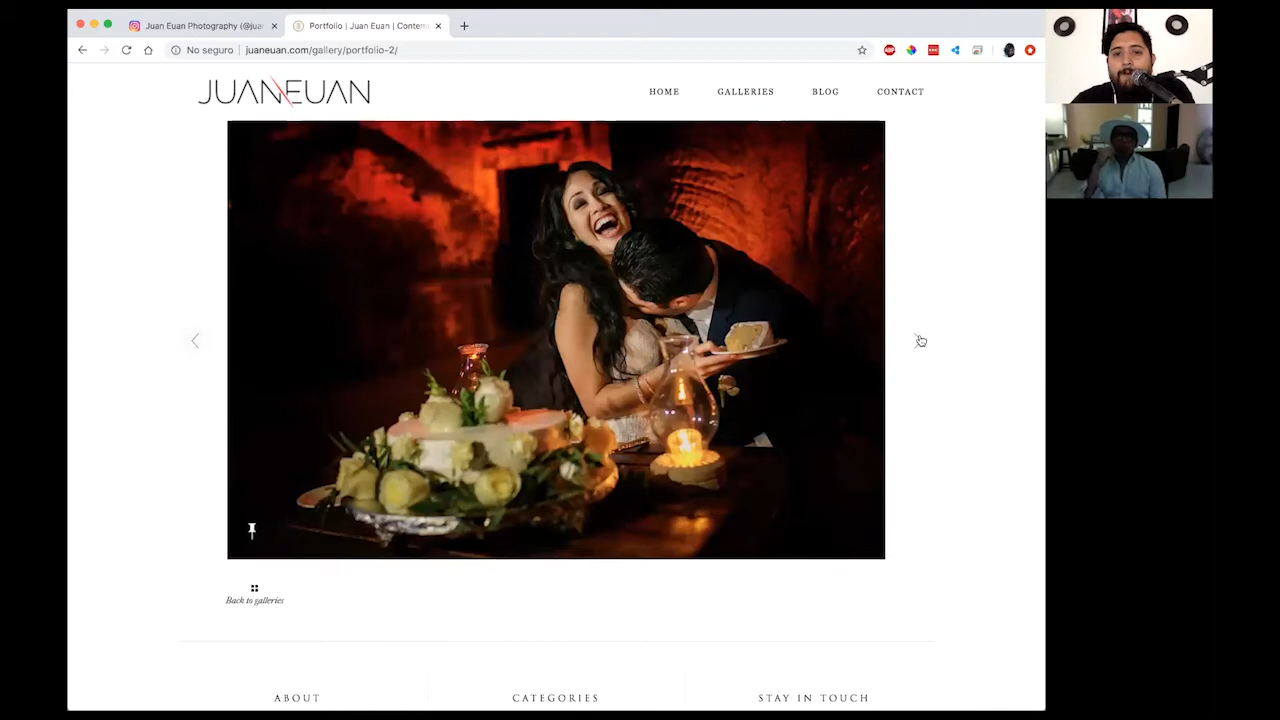 Juan Euan Photography (@jua
Portfolio | Juan Euan | Contem
No seguro
juaneuan.com/gallery/portfolio-2/
ABP
JUANEUAN
HOME
GALLERIES
BLOG
CONTACT
Back to galleries
ABOUT
CATEGORIES
STAY IN TOUCH